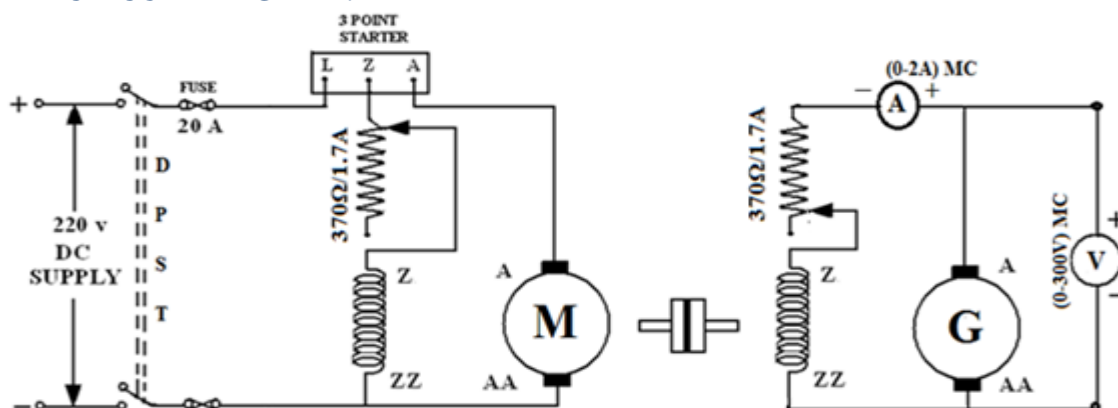 3 POINT
STARTER
L Z A
FUSE
20 A
+
220 v
DC
SUPPLY
−
D
P
S
T
370Ω/1.7A
Z
ZZ
A
M
AA
(0-2A) MC
− A +
370Ω/1.7A
Z
ZZ
A
G
AA
(0-300V) MC
+
V
−